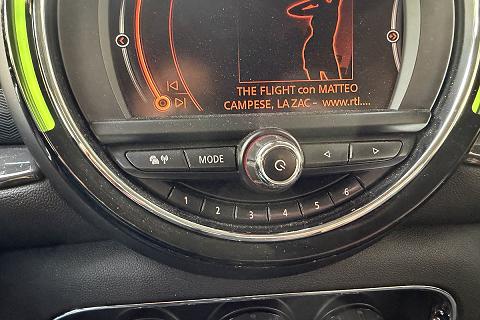 THE FLIGHT con MATTEO
CAMPESE, LA ZAC - www.rtl....
MODE
1 2 3 4 5 6